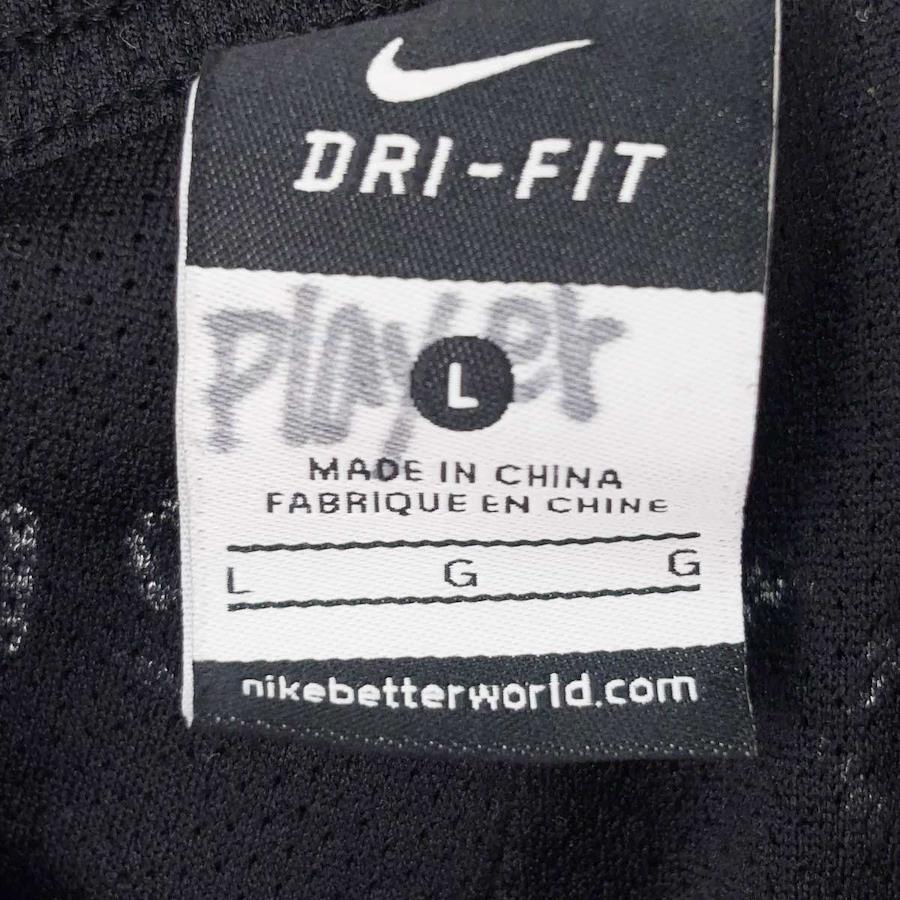 DRI-FIT
Player
L
MADE IN CHINA
FABRIQUE EN CHINE
L G G
nikebetterworld.com